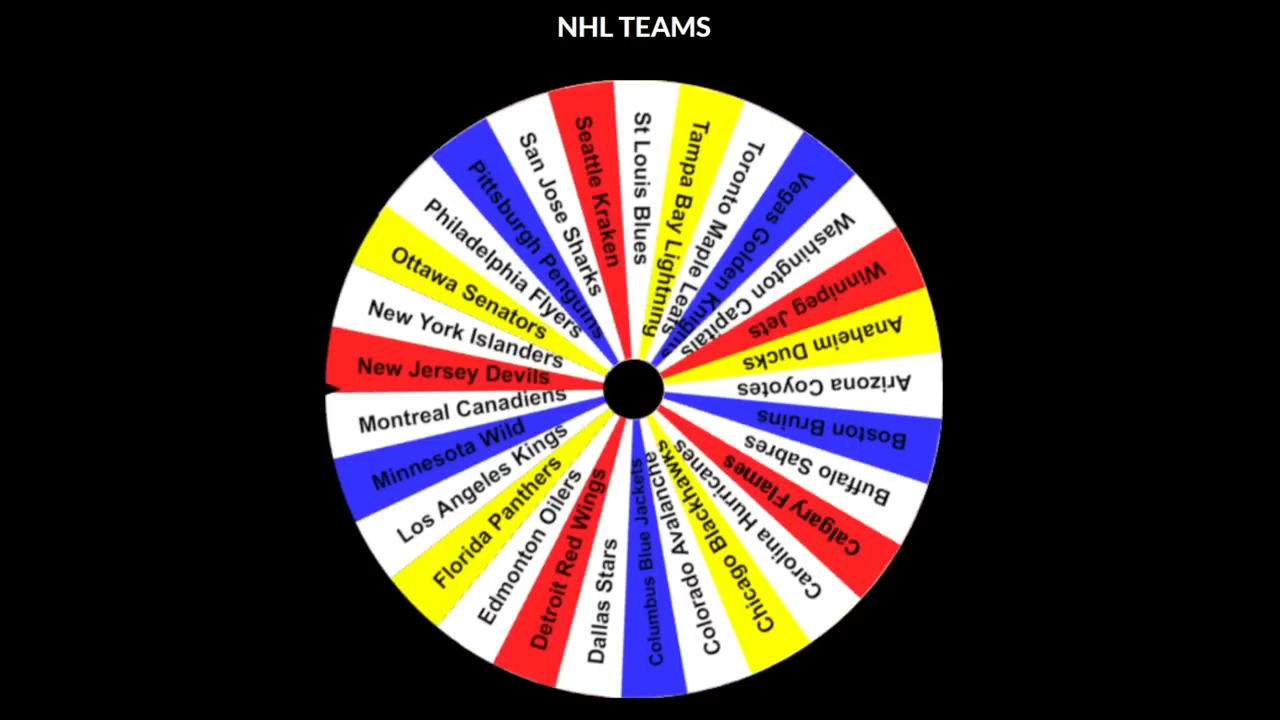 NHL TEAMS
St Louis Blues
Tampa Bay Lightning
Toronto Maple Leafs
Vegas Golden Knights
Washington Capitals
Winnipeg Jets
Anaheim Ducks
Arizona Coyotes
Boston Bruins
Buffalo Sabres
Calgary Flames
Carolina Hurricanes
Chicago Blackhawks
Colorado Avalanche
Columbus Blue Jackets
Dallas Stars
Detroit Red Wings
Edmonton Oilers
Florida Panthers
Los Angeles Kings
Minnesota Wild
Montreal Canadiens
New Jersey Devils
New York Islanders
Ottawa Senators
Philadelphia Flyers
Pittsburgh Penguins
San Jose Sharks
Seattle Kraken